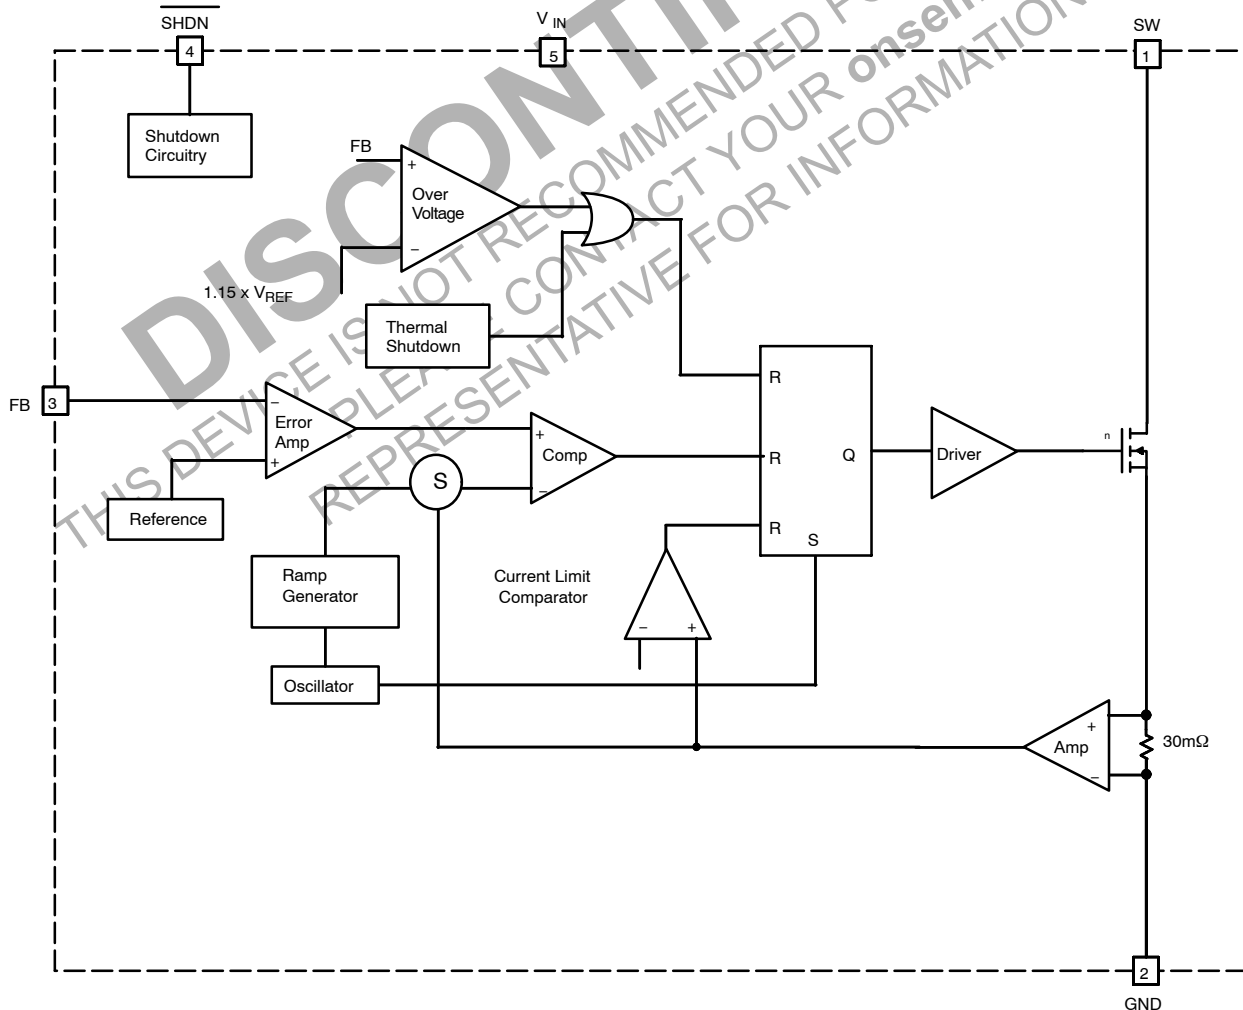 SHDN
V IN
SW
4
5
1
Shutdown
Circuitry
FB
+
Over
Voltage
−
1.15 x VREF
Thermal
Shutdown
FB
3
−
Error
Amp
+
Reference
+
Comp
−
S
R
R
Q
R
S
Driver
n
Ramp
Generator
Current Limit
Comparator
−
+
Oscillator
+
Amp
−
30mΩ
2
GND
THIS DEVICE IS NOT RECOMMENDED FO
PLEASE CONTACT YOUR onsem
REPRESENTATIVE FOR INFORMATION